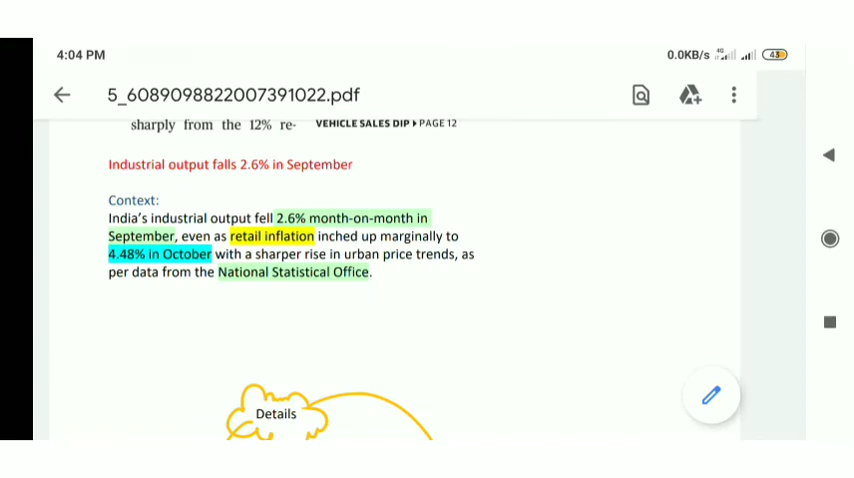 4:04 PM
0.0KB/s 4G 43
5_6089098822007391022.pdf
sharply from the 12% re- VEHICLE SALES DIP PAGE 12
Industrial output falls 2.6% in September
Context:
India's industrial output fell 2.6% month-on-month in
September, even as retail inflation inched up marginally to
4.48% in October with a sharper rise in urban price trends, as
per data from the National Statistical Office.
Details